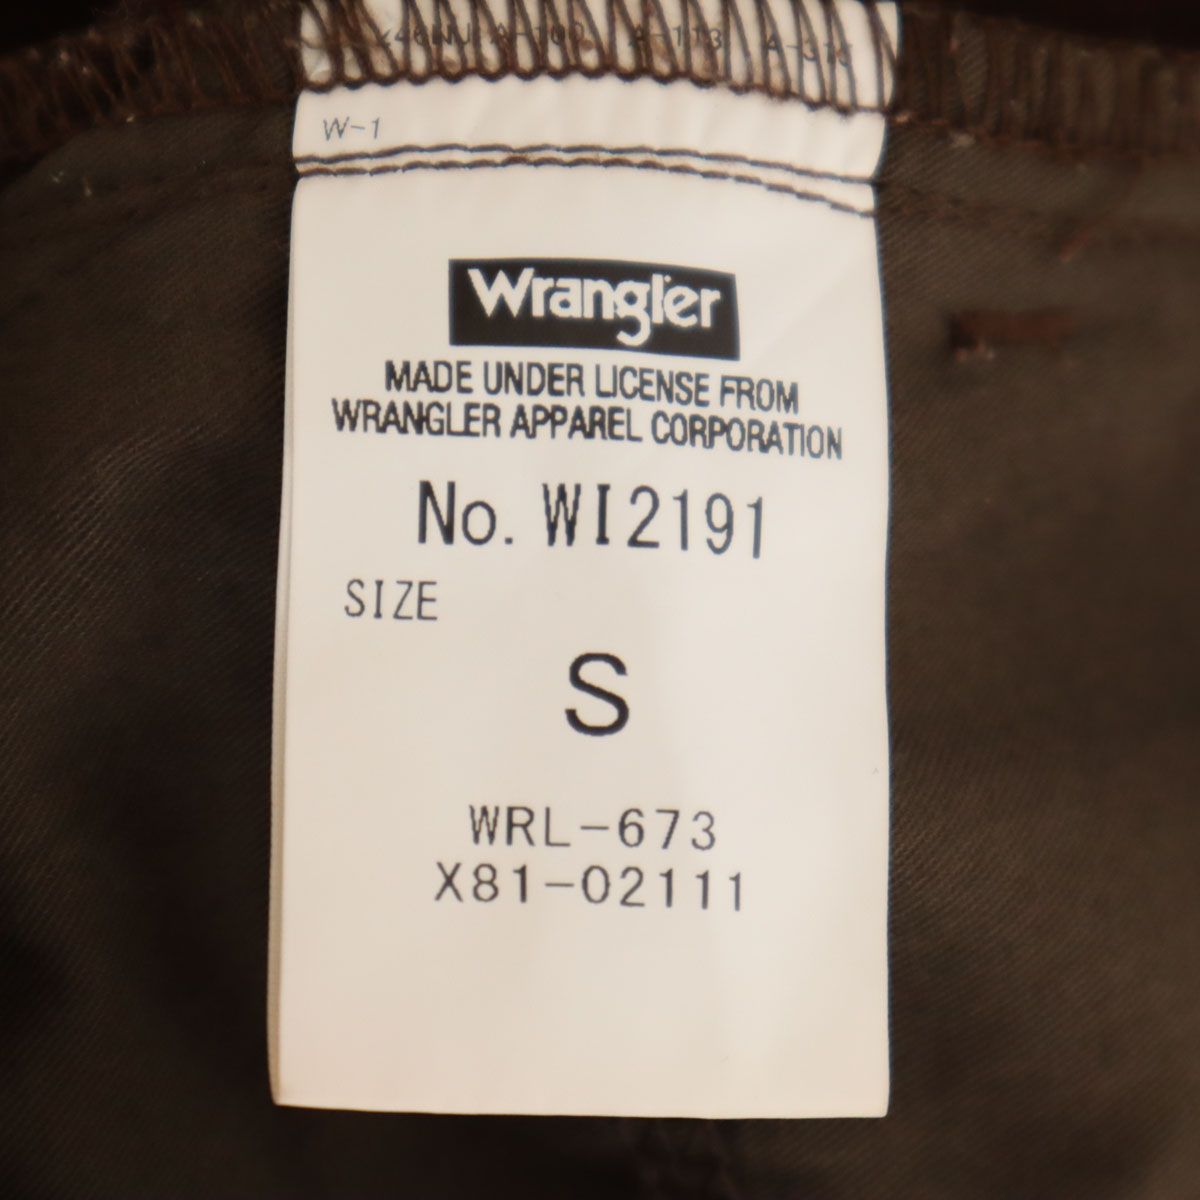 W-1
Wrangler
MADE UNDER LICENSE FROM
WRANGLER APPAREL CORPORATION
No. WI2191
SIZE
S
WRL-673
X81-02111